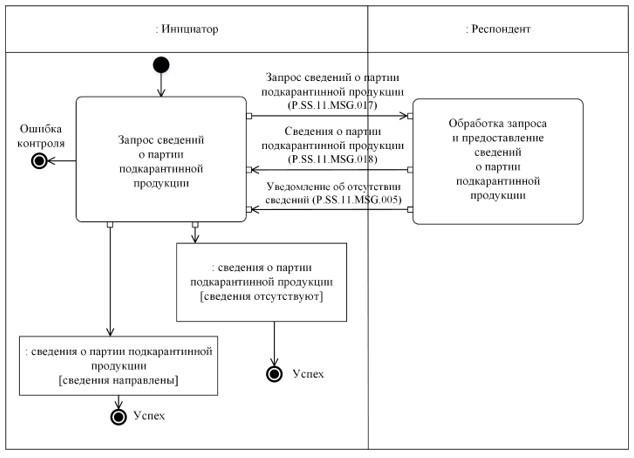 : Инициатор
: Респондент
Запрос сведений о партии
подкарантинной продукции
(P.SS.11.MSG.017)
Ошибка
контроля
Запрос сведений
о партии
подкарантинной
продукции
Сведения о партии
подкарантинной продукции
(P.SS.11.MSG.018)
Обработка запроса
и предоставление
сведений
о партии
подкарантинной
продукции
Уведомление об отсутствии
сведений (P.SS.11.MSG.005)
: сведения о партии
подкарантинной продукции
[сведения отсутствуют]
: сведения о партии подкарантинной
продукции
[сведения направлены]
Успех
Успех